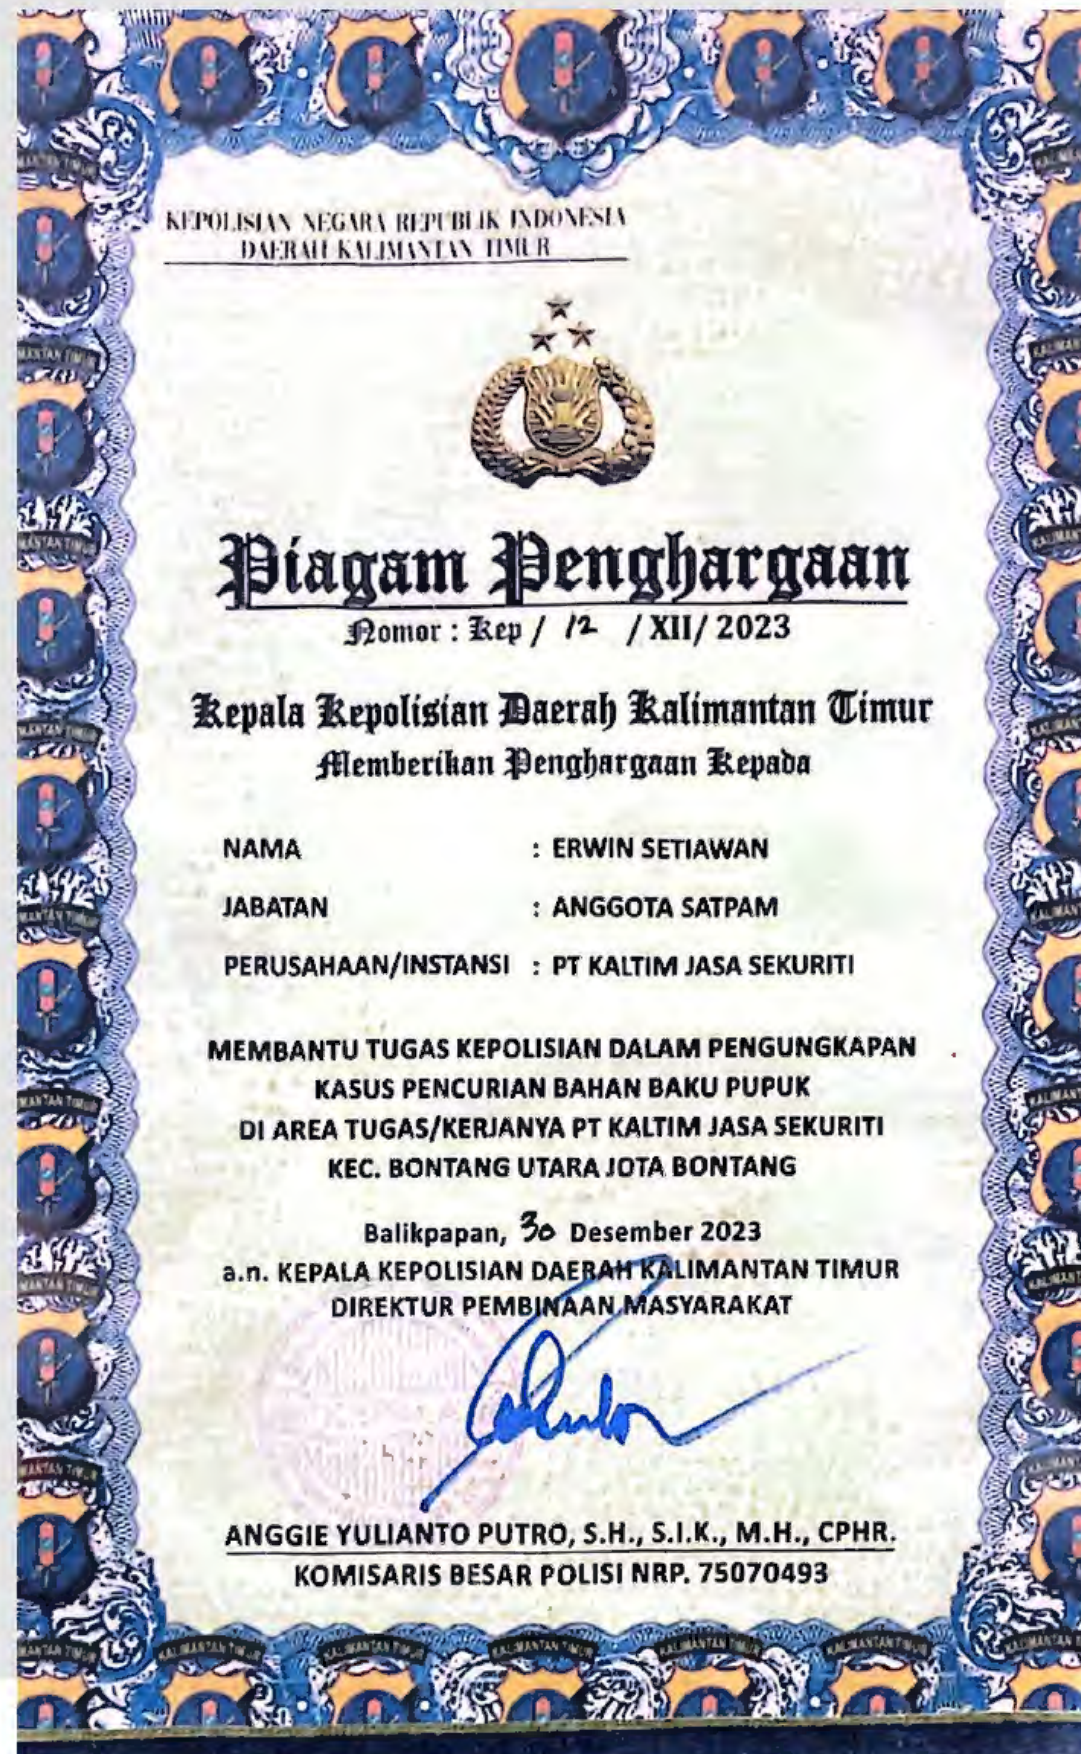 KEPOLISIAN NEGARA REPUBLIK INDONESIA
DAERAH KALIMANTAN TIMUR
Piagam Penghargaan
Nomor : Kep / 12 / XII/ 2023
Kepala Kepolisian Daerah Kalimantan Timur
Memberikan Penghargaan Kepada
NAMA : ERWIN SETIAWAN
JABATAN : ANGGOTA SATPAM
PERUSAHAAN/INSTANSI : PT KALTIM JASA SEKURITI
MEMBANTU TUGAS KEPOLISIAN DALAM PENGUNGKAPAN
KASUS PENCURIAN BAHAN BAKU PUPUK
DI AREA TUGAS/KERJANYA PT KALTIM JASA SEKURITI
KEC. BONTANG UTARA JOTA BONTANG
Balikpapan, 30 Desember 2023
a.n. KEPALA KEPOLISIAN DAERAH KALIMANTAN TIMUR
DIREKTUR PEMBINAAN MASYARAKAT
ANGGIE YULIANTO PUTRO, S.H., S.I.K., M.H., CPHR.
KOMISARIS BESAR POLISI NRP. 75070493